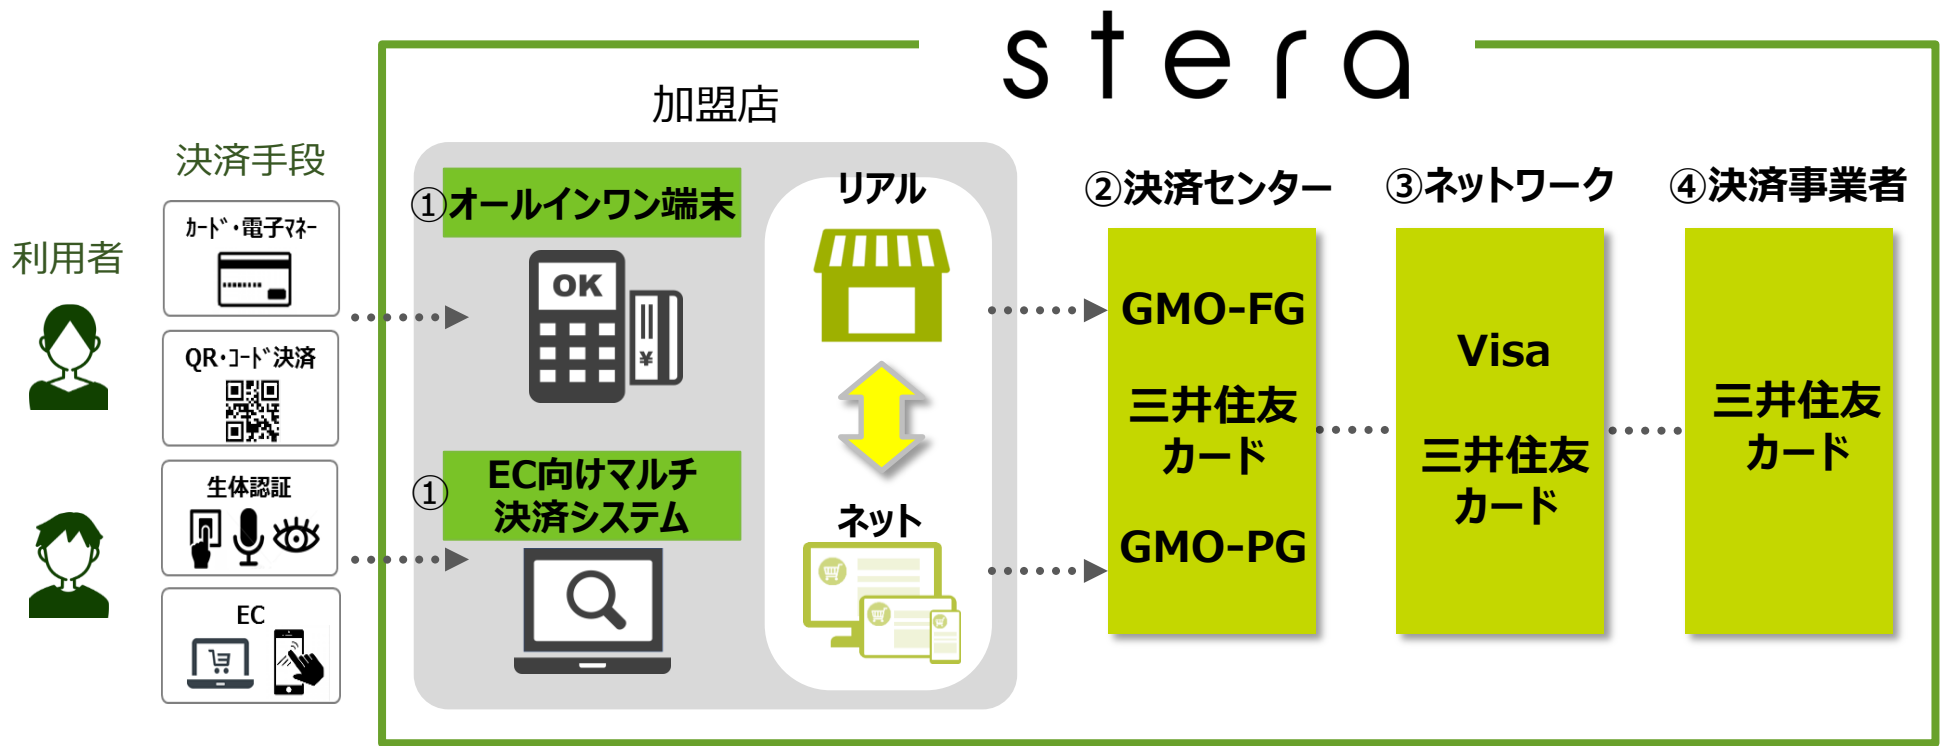 stera
加盟店
決済手段
利用者
カード・電子マネー
QR・コード決済
生体認証
EC
①オールインワン端末
OK
¥
① EC向けマルチ
決済システム
リアル
ネット
②決済センター
GMO-FG
三井住友
カード
GMO-PG
③ネットワーク
Visa
三井住友
カード
④決済事業者
三井住友
カード